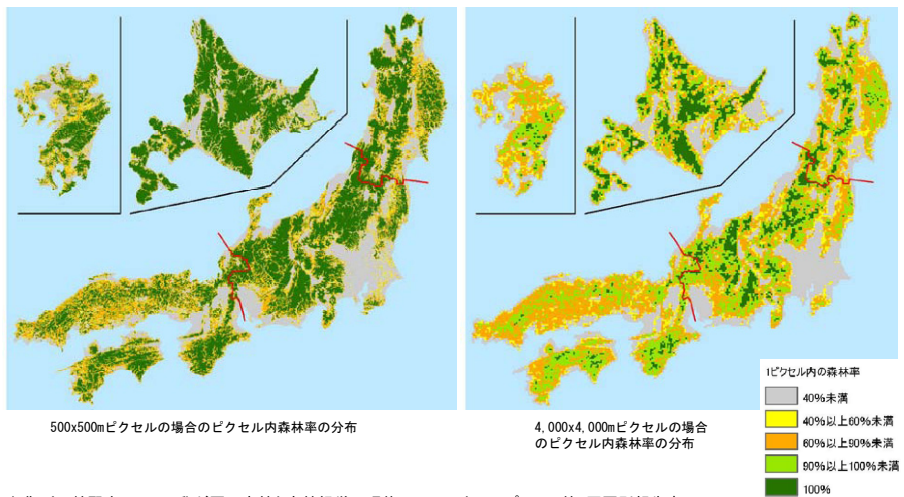 500x500mピクセルの場合のピクセル内森林率の分布
4,000x4,000mピクセルの場合
のピクセル内森林率の分布
1ピクセル内の森林率
40%未満
40%以上60%未満
60%以上90%未満
90%以上100%未満
100%